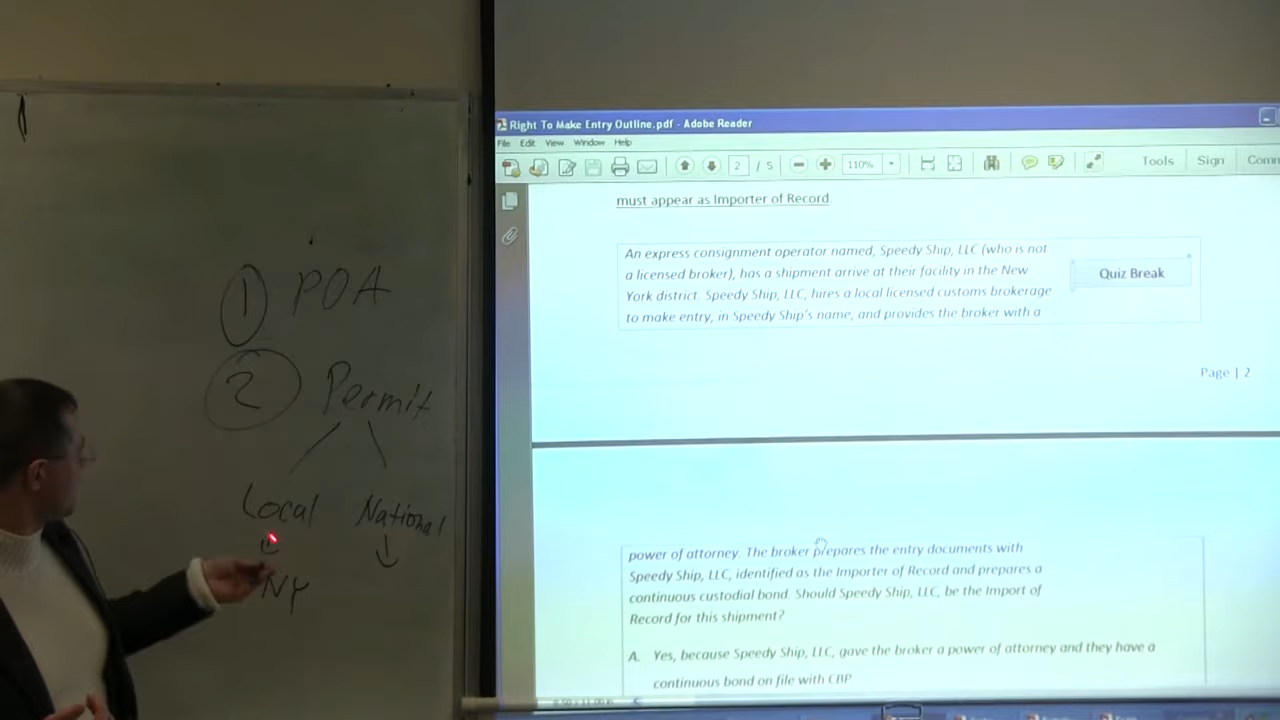 1 POA
2 Permit
Local National
NY
Right To Make Entry Outline.pdf - Adobe Reader
File Edit View Window Help
2 / 5 110% Tools Sign Comm
must appear as Importer of Record.
An express consignment operator named, Speedy Ship, LLC (who is not
a licensed broker), has a shipment arrive at their facility in the New
York district. Speedy Ship, LLC, hires a local licensed customs brokerage
to make entry, in Speedy Ship's name, and provides the broker with a
Quiz Break
Page | 2
power of attorney. The broker prepares the entry documents with
Speedy Ship, LLC, identified as the Importer of Record and prepares a
continuous custodial bond. Should Speedy Ship, LLC, be the Import of
Record for this shipment?
A. Yes, because Speedy Ship, LLC, gave the broker a power of attorney and they have a
continuous bond on file with CBP